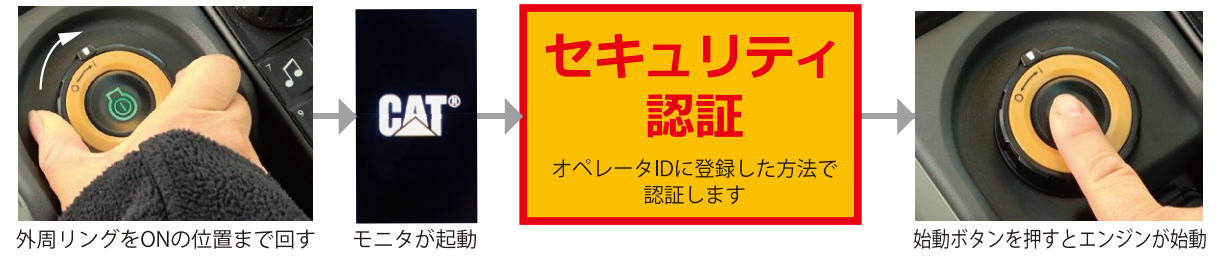 外周リングをONの位置まで回す
CAT®
モニタが起動
セキュリティ
認証
オペレータIDに登録した方法で
認証します
始動ボタンを押すとエンジンが始動